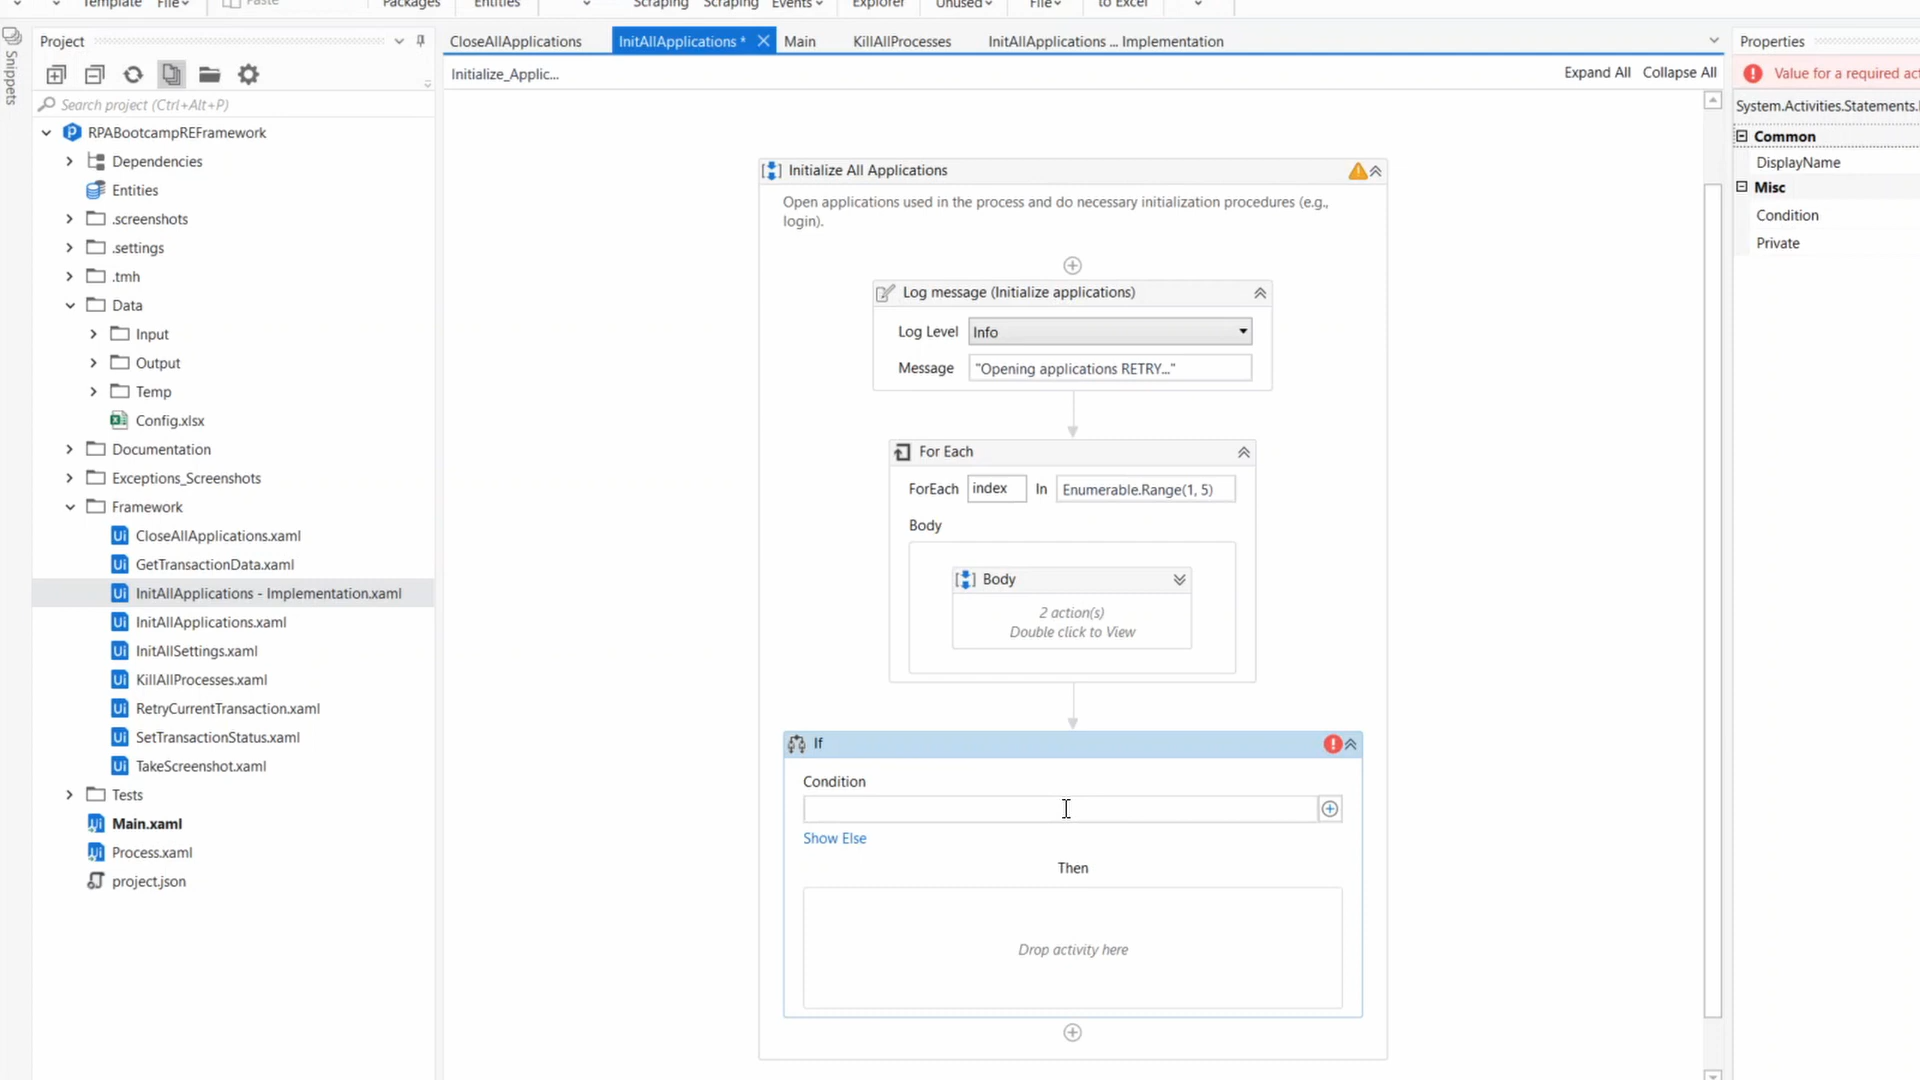 Template
File
Paste
Packages
Entities
Scraping
Scraping
Events
Explorer
Unused
File
to Excel
Snippets
Project
Search project (Ctrl+Alt+P)
RPABootcampREFramework
Dependencies
Entities
.screenshots
.settings
.tmh
Data
Input
Output
Temp
Config.xlsx
Documentation
Exceptions_Screenshots
Framework
CloseAllApplications.xaml
GetTransactionData.xaml
InitAllApplications - Implementation.xaml
InitAllApplications.xaml
InitAllSettings.xaml
KillAllProcesses.xaml
RetryCurrentTransaction.xaml
SetTransactionStatus.xaml
TakeScreenshot.xaml
Tests
Main.xaml
Process.xaml
project.json
CloseAllApplications
InitAllApplications *
Main
KillAllProcesses
InitAllApplications ... Implementation
Initialize_Applic...
Expand All
Collapse All
Initialize All Applications
Open applications used in the process and do necessary initialization procedures (e.g.,
login).
Log message (Initialize applications)
Log Level
Info
Message
"Opening applications RETRY..."
For Each
ForEach
index
In
Enumerable.Range(1, 5)
Body
Body
2 action(s)
Double click to View
If
Condition
Show Else
Then
Drop activity here
Properties
Value for a required act
System.Activities.Statements.
Common
DisplayName
Misc
Condition
Private